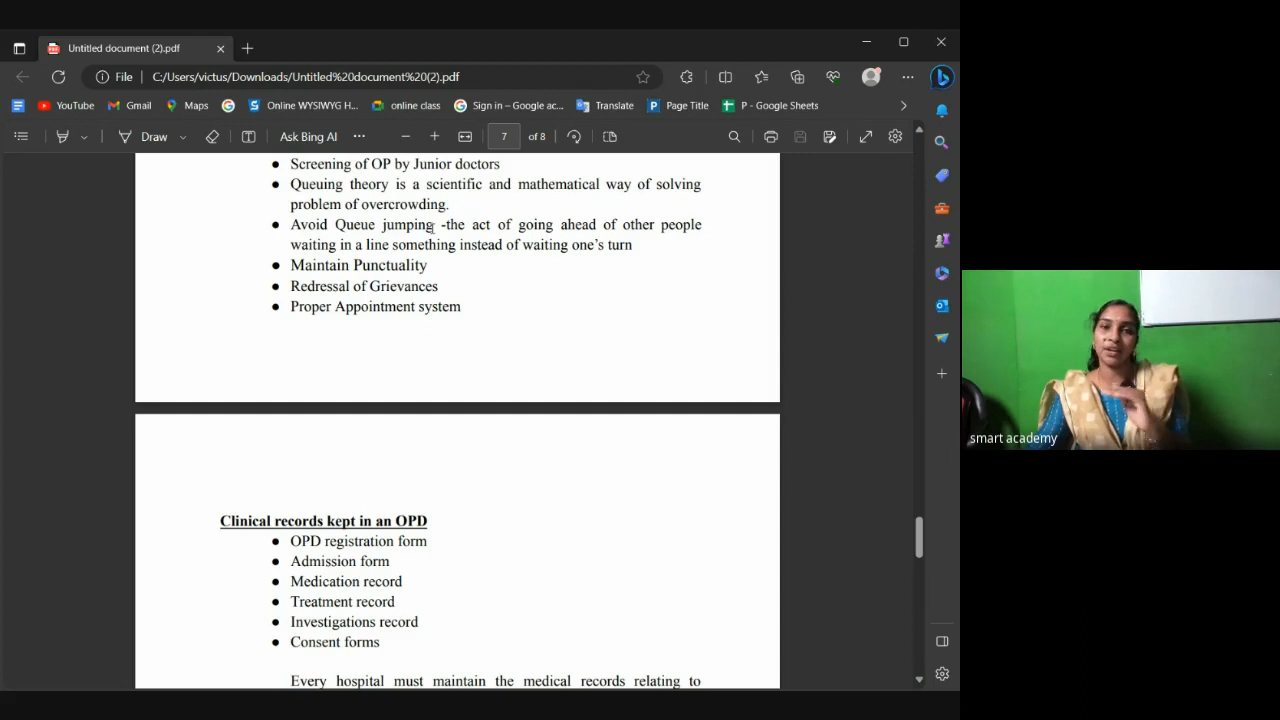 Untitled document (2).pdf
File
C:/Users/victus/Downloads/Untitled%20document%20(2).pdf
YouTube
Gmail
Maps
Online WYSIWYG H...
online class
Sign in – Google ac...
Translate
Page Title
P - Google Sheets
Draw
Ask Bing AI
7
of 8
● Screening of OP by Junior doctors
● Queuing theory is a scientific and mathematical way of solving
problem of overcrowding.
● Avoid Queue jumping -the act of going ahead of other people
waiting in a line something instead of waiting one's turn
● Maintain Punctuality
● Redressal of Grievances
● Proper Appointment system
Clinical records kept in an OPD
● OPD registration form
● Admission form
● Medication record
● Treatment record
● Investigations record
● Consent forms
Every hospital must maintain the medical records relating to
smart academy